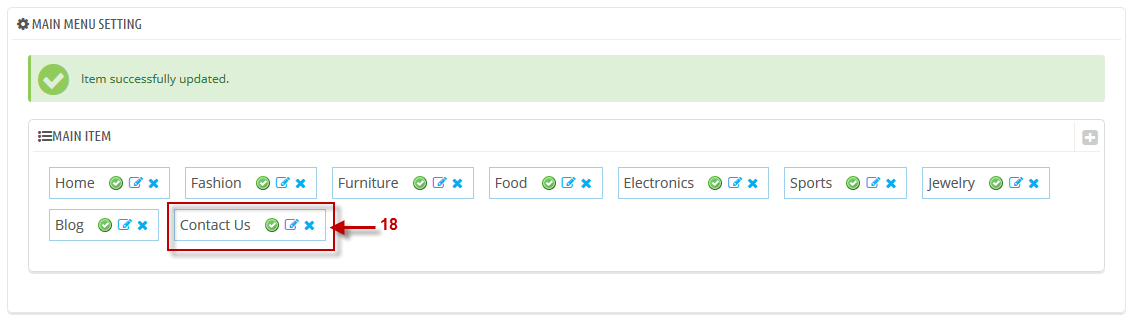 MAIN MENU SETTING
Item successfully updated.
MAIN ITEM
Home Fashion Furniture Food Electronics Sports Jewelry
Blog Contact Us 18